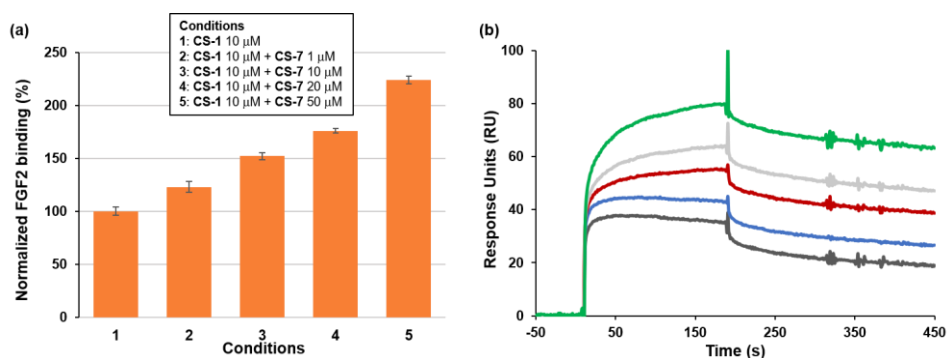 (a)
Conditions
1: CS-1 10 µM
2: CS-1 10 µM + CS-7 1 µM
3: CS-1 10 µM + CS-7 10 µM
4: CS-1 10 µM + CS-7 20 µM
5: CS-1 10 µM + CS-7 50 µM
Normalized FGF2 binding (%)
250
200
150
100
50
0
1 2 3 4 5
Conditions
(b)
Response Units (RU)
100
80
60
40
20
0
-50 50 150 250 350 450
Time (s)